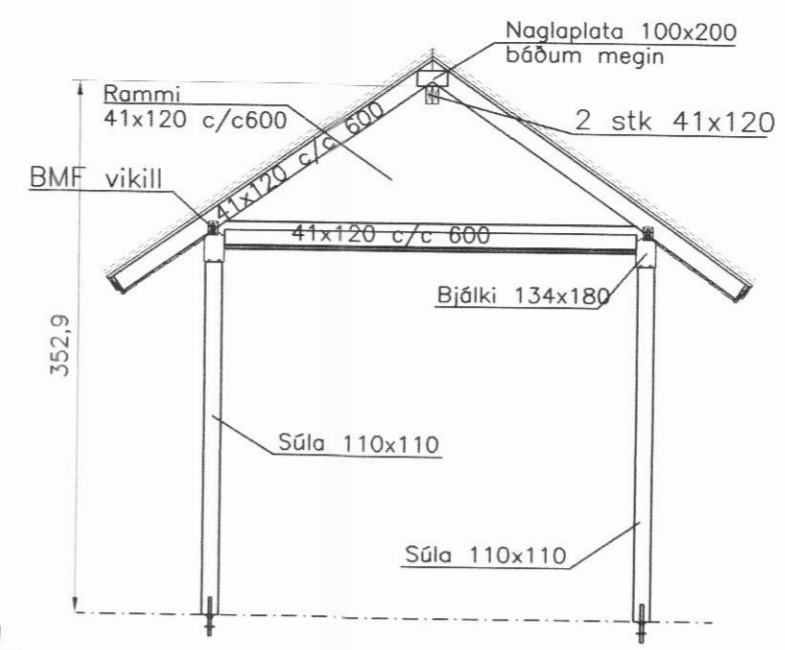 Naglaplata 100x200
báðum megin
Rammi
41x120 c/c600
2 stk 41x120
41x120 c/c 600
BMF vikill
41x120 c/c 600
Bjálki 134x180
352,9
Súla 110x110
Súla 110x110